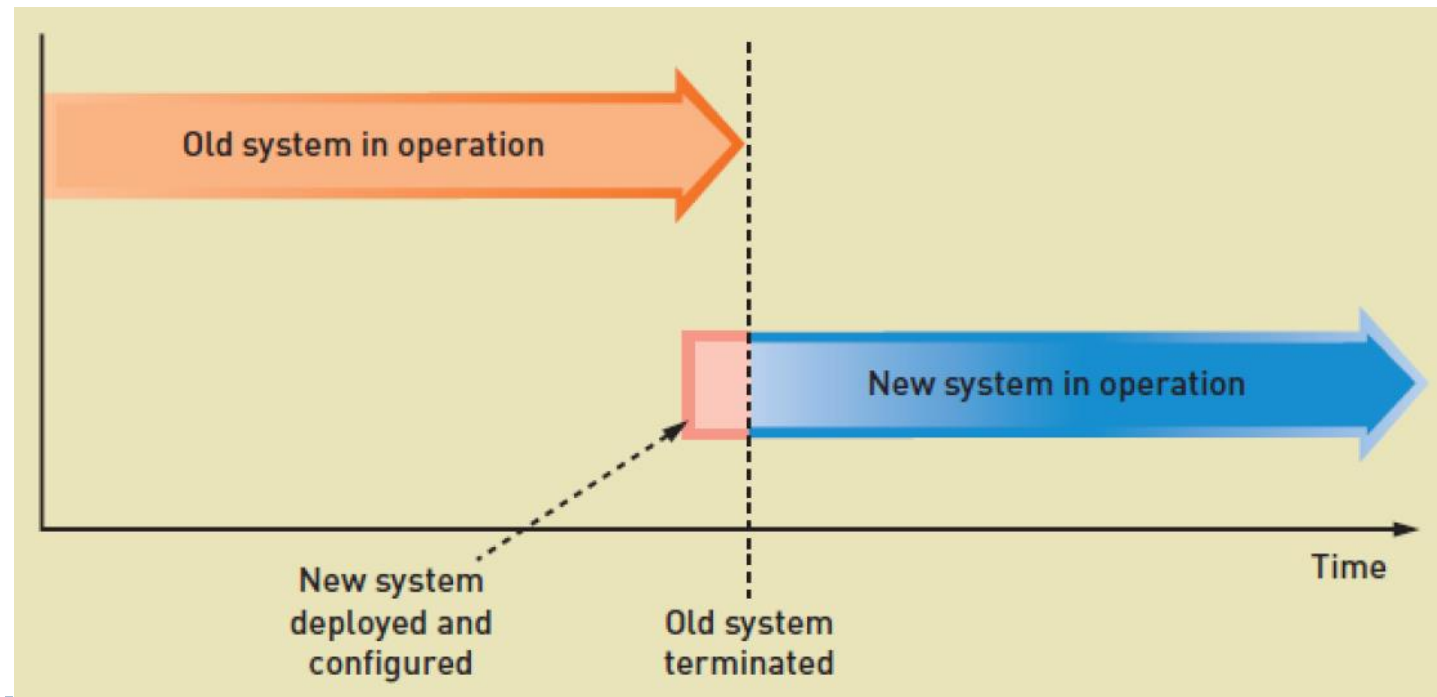 Old system in operation
New system in operation
Time
New system
deployed and
configured
Old system
terminated